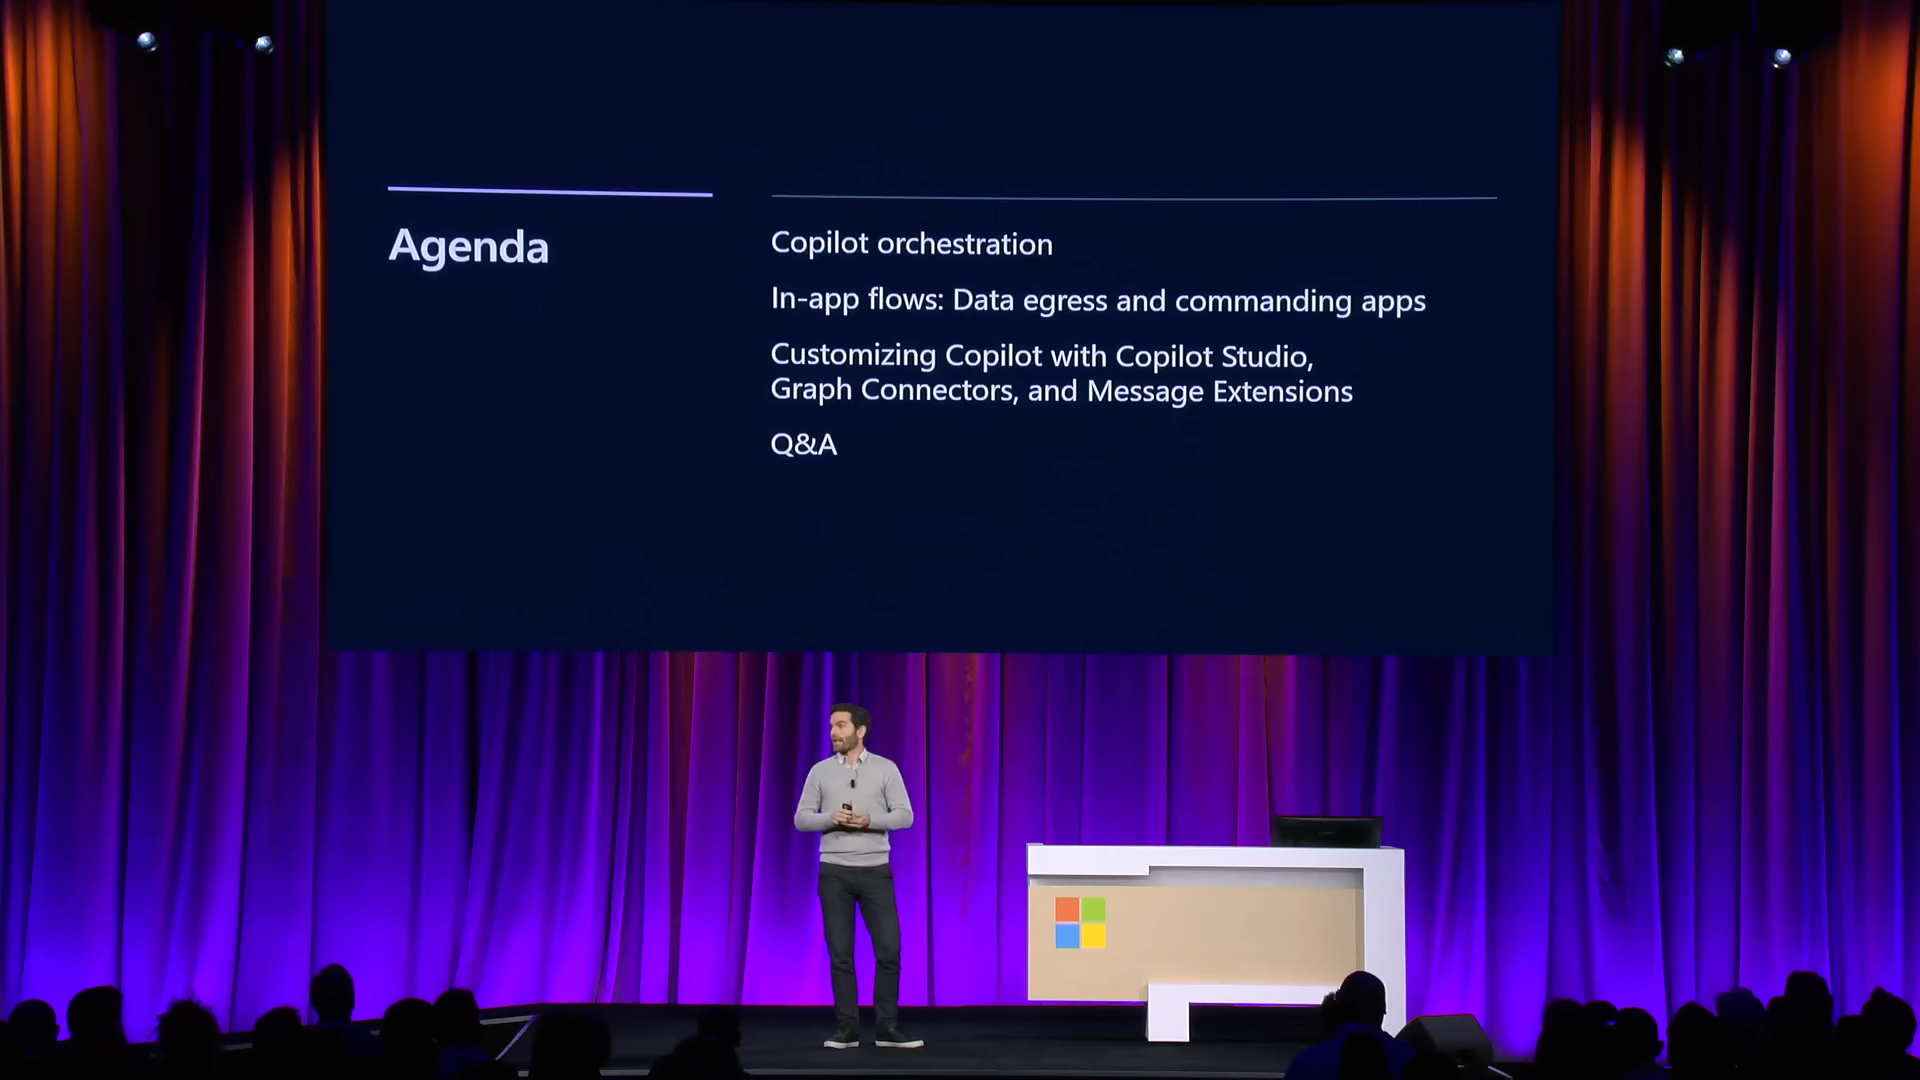 Agenda
Copilot orchestration
In-app flows: Data egress and commanding apps
Customizing Copilot with Copilot Studio,
Graph Connectors, and Message Extensions
Q&A